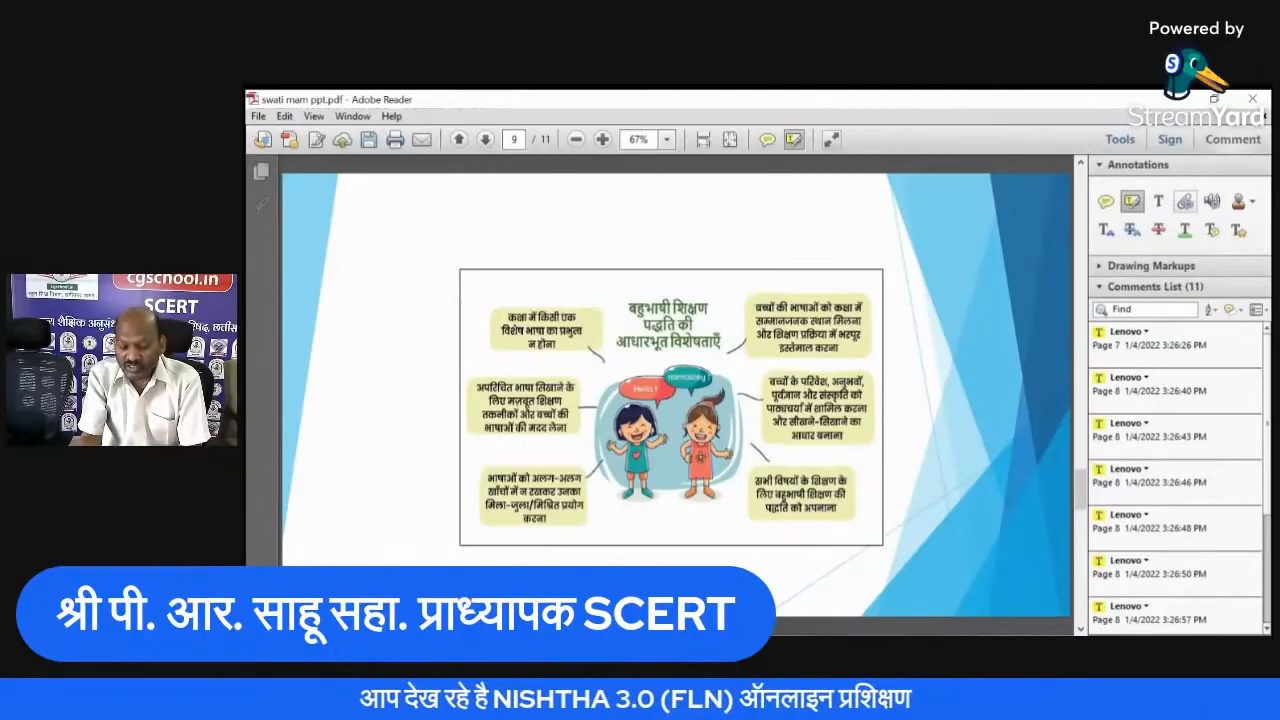 Powered by
StreamYard
swati mam ppt.pdf - Adobe Reader
File Edit View Window Help
9 / 11
67%
Tools Sign Comment
Annotations
Drawing Markups
Comments List (11)
Find
Lenovo
Page 7 1/4/2022 3:26:26 PM
Lenovo
Page 8 1/4/2022 3:26:40 PM
Lenovo
Page 8 1/4/2022 3:26:43 PM
Lenovo
Page 8 1/4/2022 3:26:46 PM
Lenovo
Page 8 1/4/2022 3:26:48 PM
Lenovo
Page 8 1/4/2022 3:26:50 PM
Lenovo
Page 8 1/4/2022 3:26:57 PM
बहुभाषी शिक्षण
पद्धति की
आधारभूत विशेषताएँ
कक्षा में किसी एक
विशेष भाषा का प्रभुत्व
न होना
बच्चों की भाषाओं को कक्षा में
सम्मानजनक स्थान मिलना
और शिक्षण प्रक्रिया में भरपूर
इस्तेमाल करना
अपरिचित भाषा सिखाने के
लिए मज़बूत शिक्षण
तकनीकों और बच्चों की
भाषाओं की मदद लेना
Hello !
namastey !
बच्चों के परिवेश, अनुभवों,
पूर्वज्ञान और संस्कृति को
पाठ्यचर्या में शामिल करना
और सीखने-सिखाने का
आधार बनाना
भाषाओं को अलग-अलग
खाँचों में न रखकर उनका
मिला-जुला/मिश्रित प्रयोग
करना
सभी विषयों के शिक्षण के
लिए बहुभाषी शिक्षण की
पद्धति को अपनाना
cgschool.in
SCERT
श्री पी. आर. साहू सहा. प्राध्यापक SCERT
आप देख रहे है NISHTHA 3.0 (FLN) ऑनलाइन प्रशिक्षण